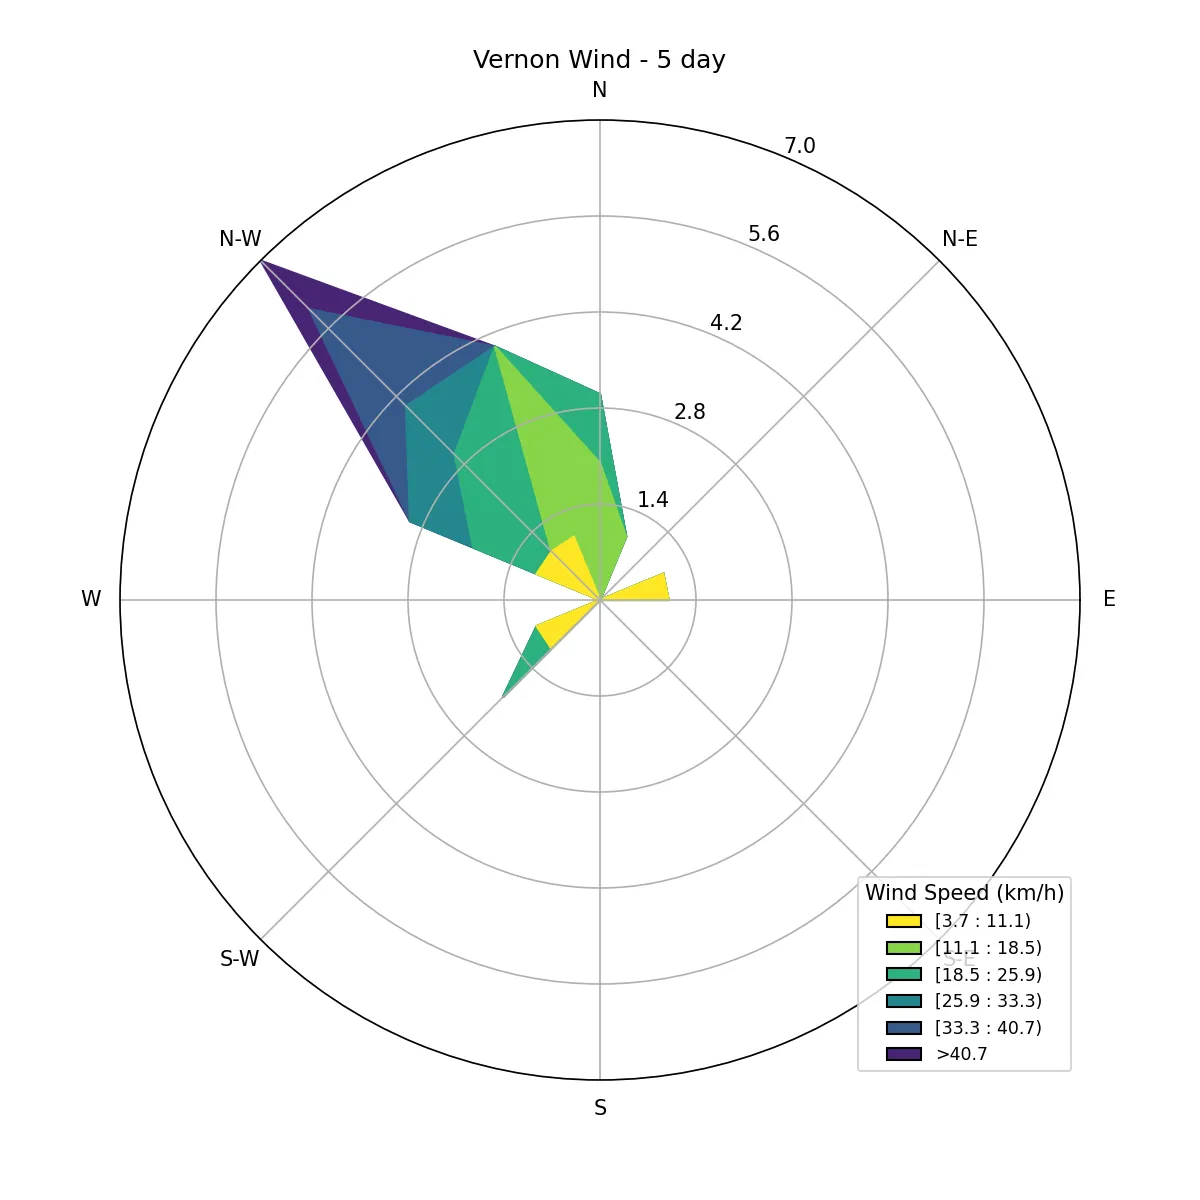 Vernon Wind - 5 day
N
7.0
N-W
5.6
N-E
4.2
2.8
1.4
W
E
S-W
S-E
S
Wind Speed (km/h)
[3.7 : 11.1)
[11.1 : 18.5)
[18.5 : 25.9)
[25.9 : 33.3)
[33.3 : 40.7)
>40.7